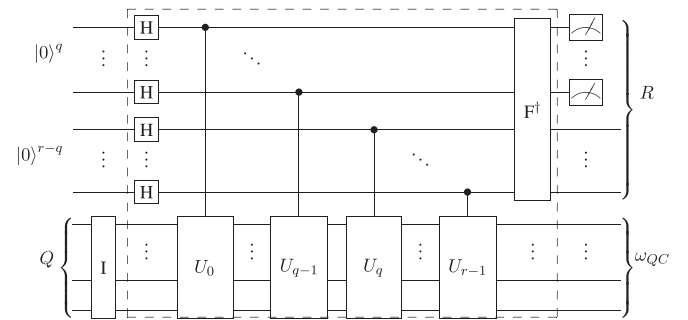 |0⟩^q
H
H
|0⟩^{r−q}
H
H
F†
R
Q
I
U_0
U_{q−1}
U_q
U_{r−1}
ω_{QC}